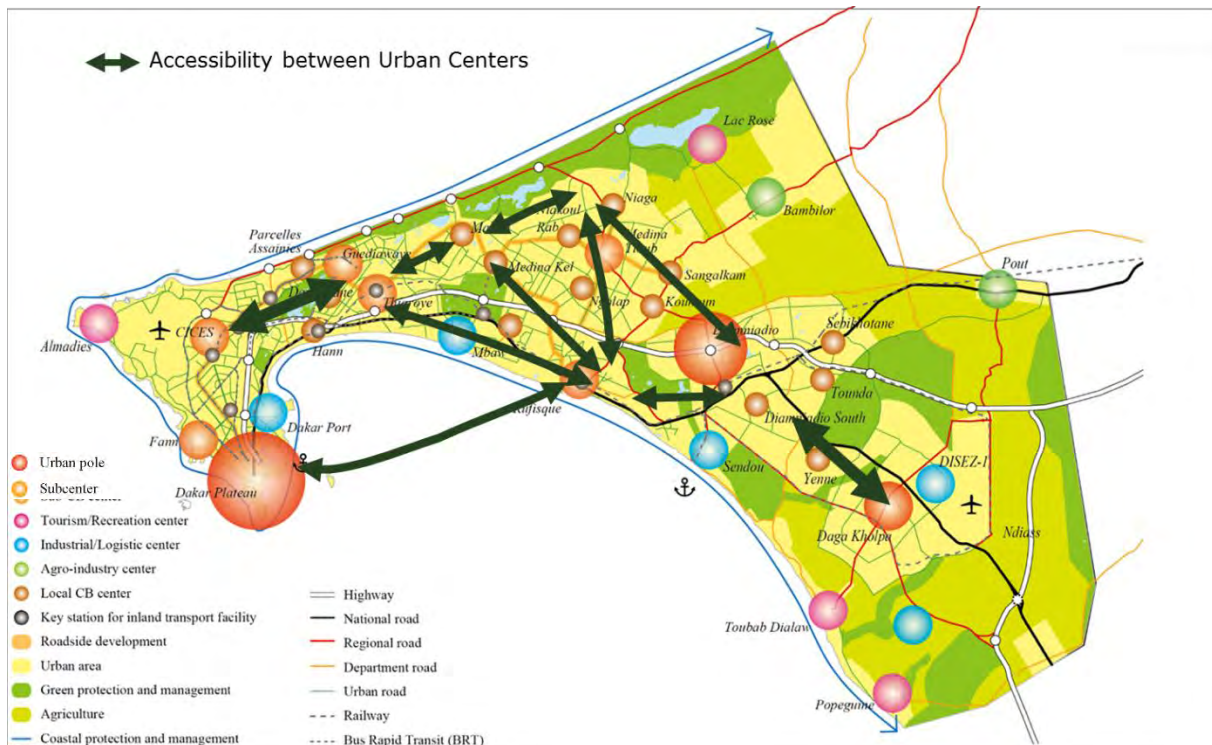 Accessibility between Urban Centers
Lac Rose
Niaga
Bambilor
Niakoul
Rab
Medina
Parcelles
Assainies
Guediawaye
Medina Kel
Sangalkam
Pout
Thiaroye
CICES
Hann
Almadies
Mbaw
Sebikhotane
Tounda
Rufisque
Diamniadio South
Dakar Port
Fann
Sendou
Yenne
DISEZ-1
Dakar Plateau
Daga Kholpa
Ndiass
Toubab Dialaw
Popegume
Urban pole
Subcenter
Tourism/Recreation center
Industrial/Logistic center
Agro-industry center
Local CB center
Key station for inland transport facility
Roadside development
Urban area
Green protection and management
Agriculture
Coastal protection and management
Highway
National road
Regional road
Department road
Urban road
Railway
Bus Rapid Transit (BRT)